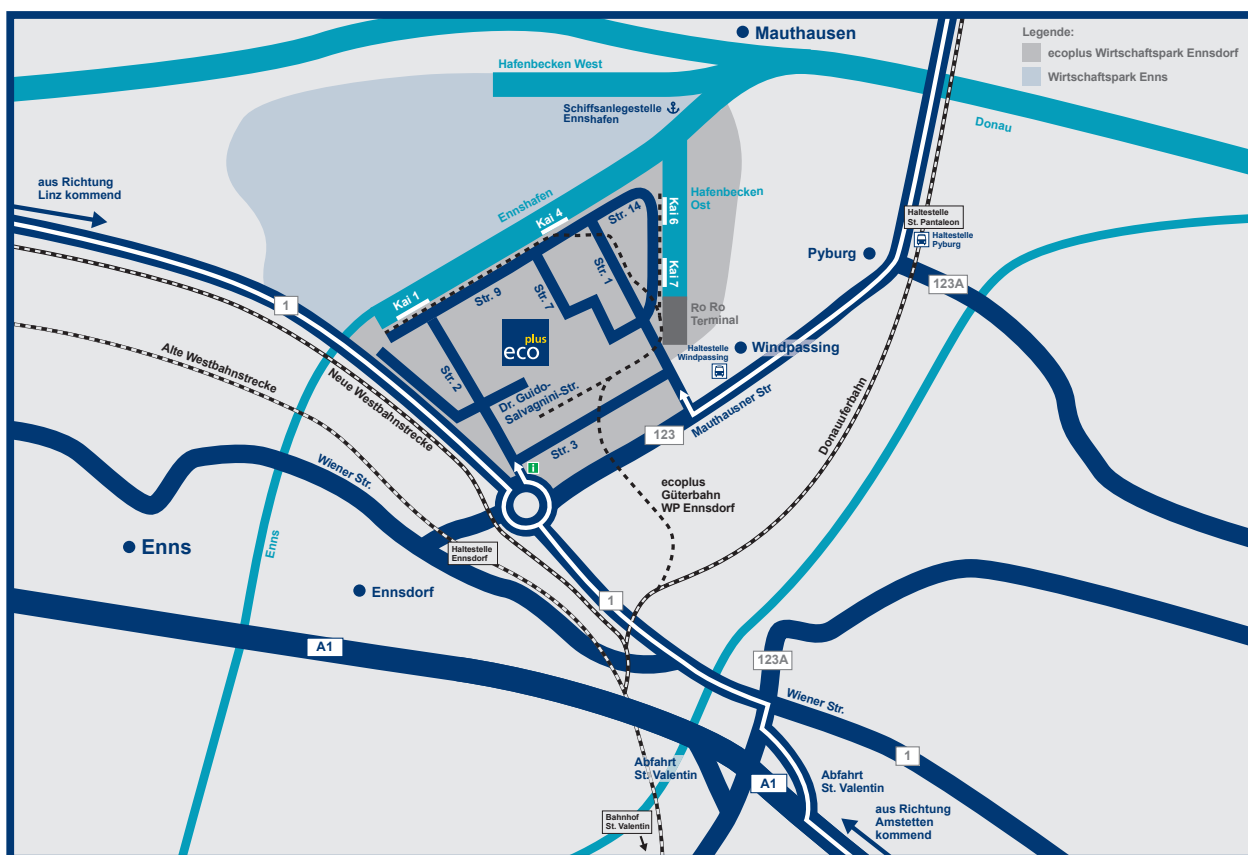 Mauthausen
Legende:
ecoplus Wirtschaftspark Ennsdorf
Wirtschaftspark Enns
Hafenbecken West
Schiffsanlegestelle
Ennshafen
Donau
aus Richtung
Linz kommend
Ennshafen
Kai 4
Str. 14
Kai 6
Hafenbecken
Ost
Haltestelle
St. Pantaleon
Haltestelle
Pyburg
Pyburg
123A
Kai 1
Str. 9
Str. 7
Str. 1
Kai 7
1
Ro Ro
Terminal
plus
eco
Haltestelle
Windpassing
Windpassing
Alte Westbahnstrecke
Neue Westbahnstrecke
Str. 2
Dr. Guido-
Salvagnini-Str.
Mauthausner Str
123
Str. 3
i
Donauuferbahn
Wiener Str.
ecoplus
Güterbahn
WP Ennsdorf
Enns
Enns
Haltestelle
Ennsdorf
Ennsdorf
1
A1
123A
Wiener Str.
1
Abfahrt
St. Valentin
A1
Abfahrt
St. Valentin
aus Richtung
Amstetten
kommend
Bahnhof
St. Valentin